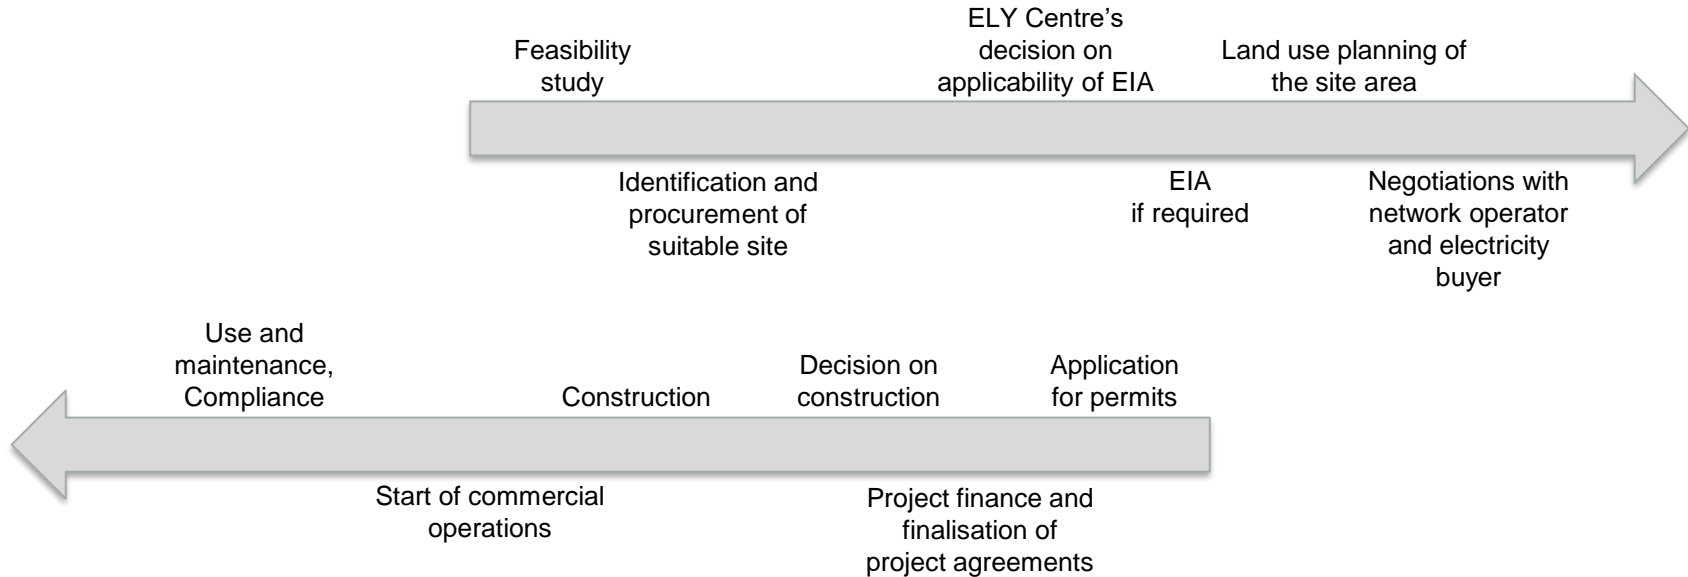 Feasibility
study
Identification and
procurement of
suitable site
ELY Centre’s
decision on
applicability of EIA
EIA
if required
Land use planning of
the site area
Negotiations with
network operator
and electricity
buyer
Application
for permits
Project finance and
finalisation of
project agreements
Decision on
construction
Construction
Start of commercial
operations
Use and
maintenance,
Compliance